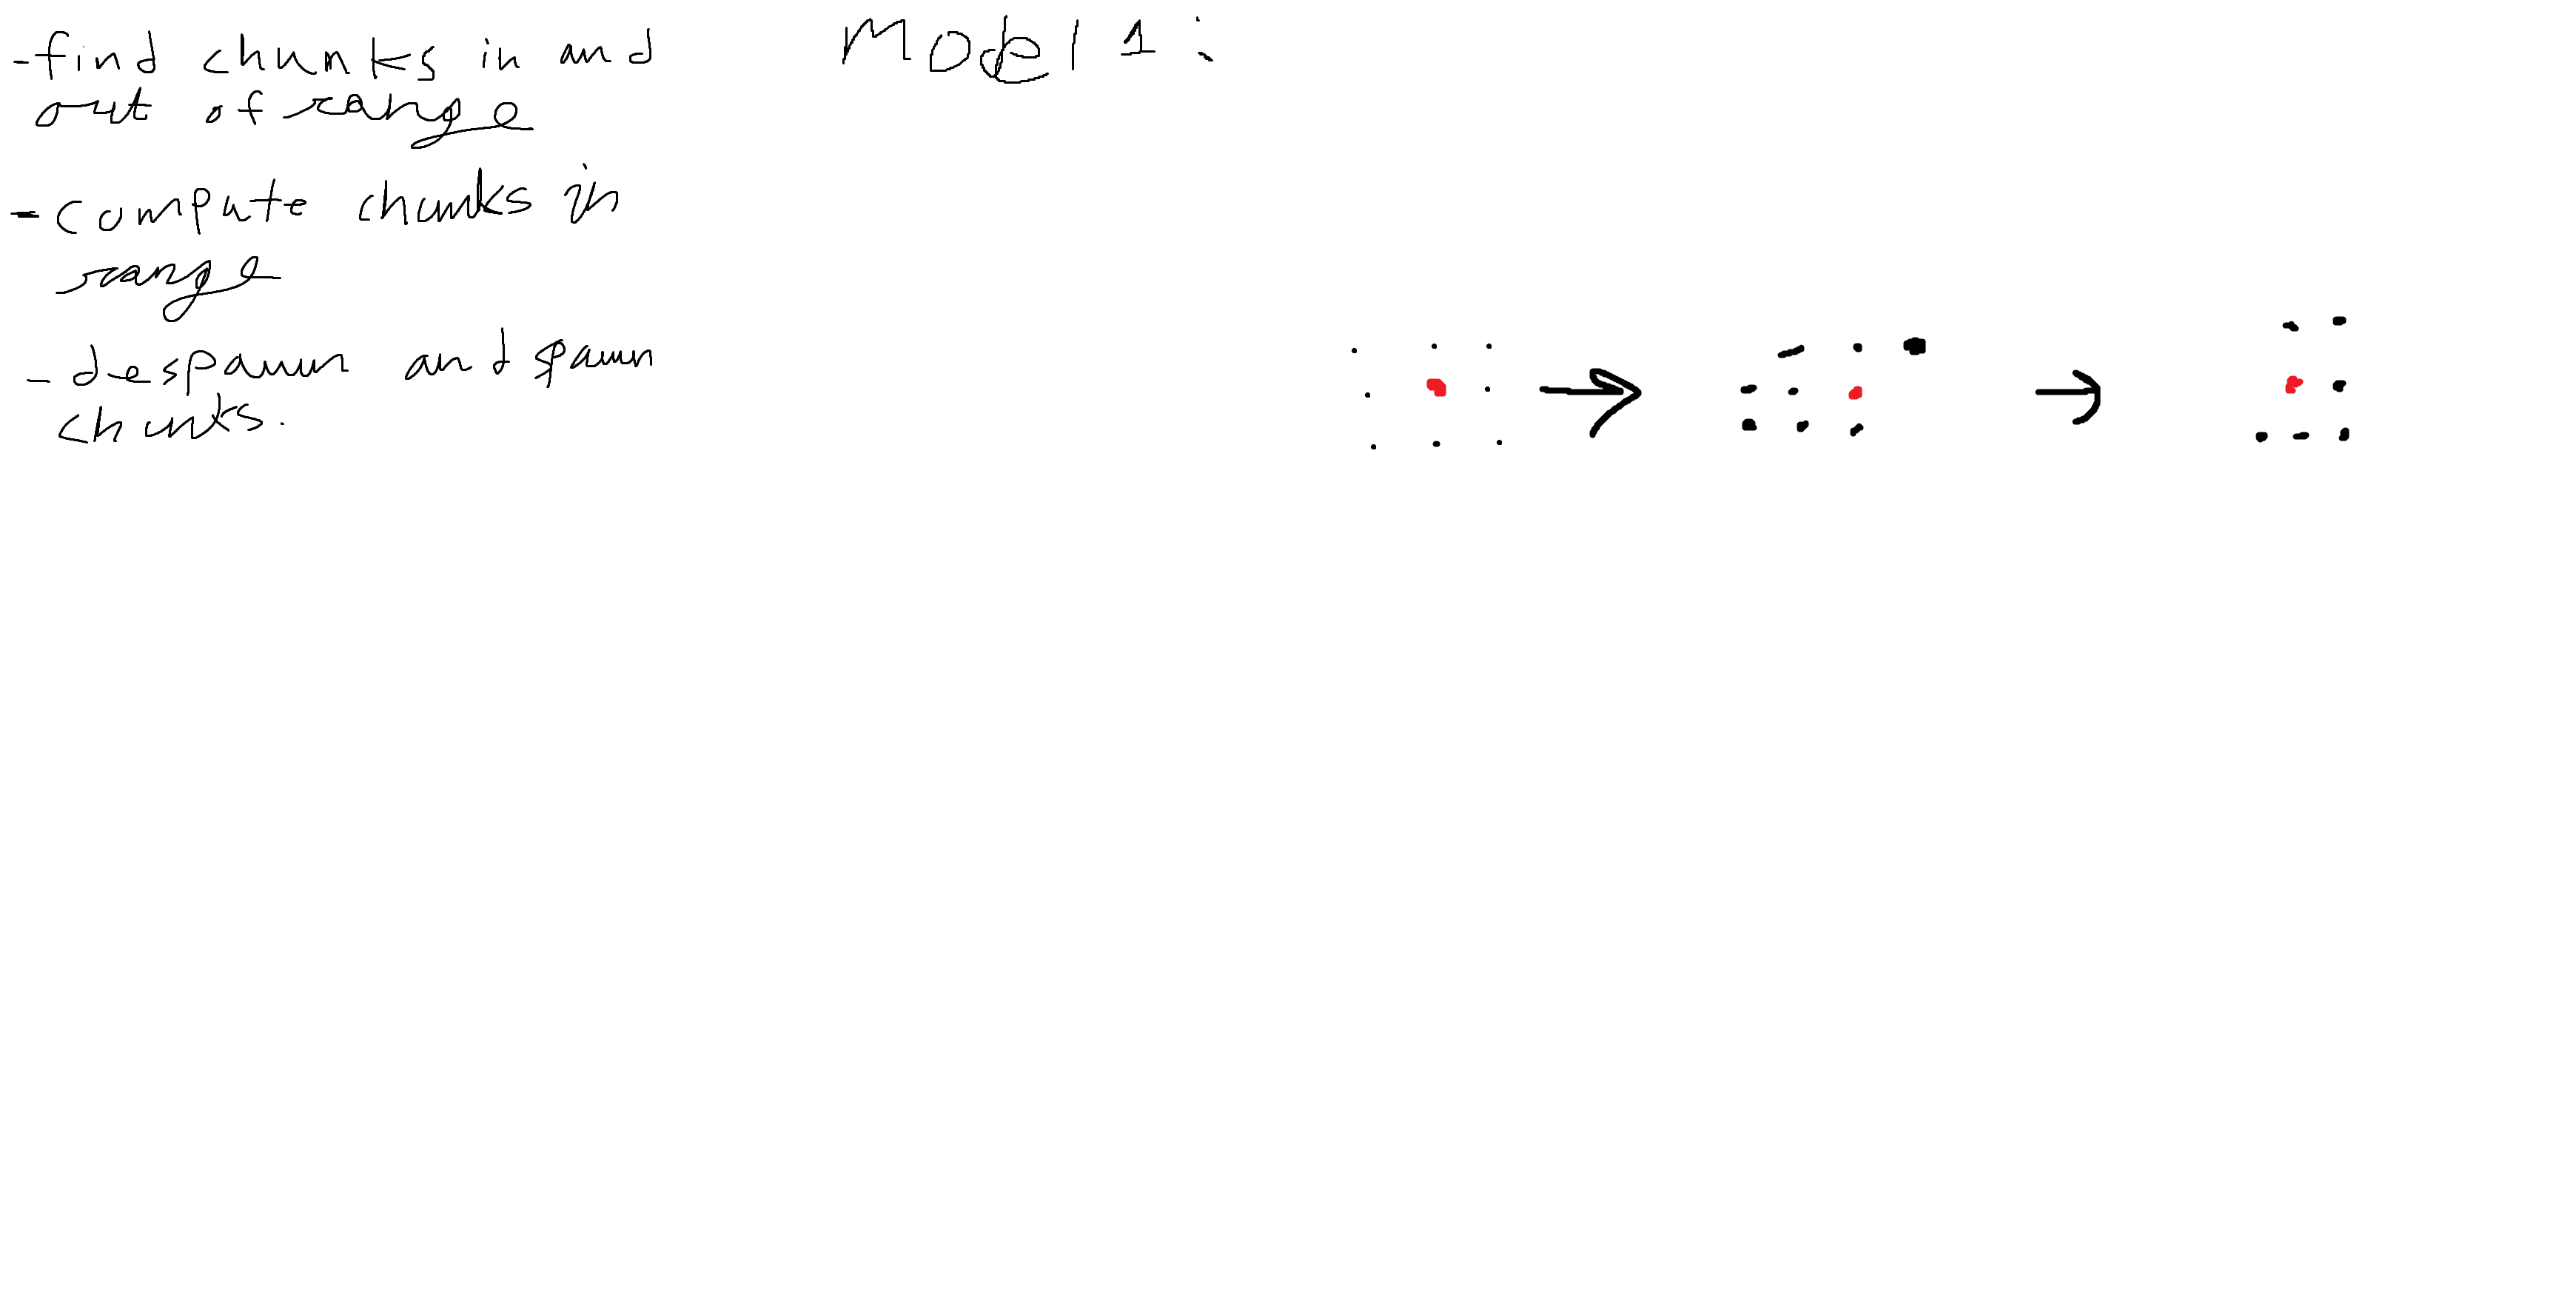 -find chunks in and
out of range
-compute chunks in
range
-despawn and spawn
chunks.
Model 1: